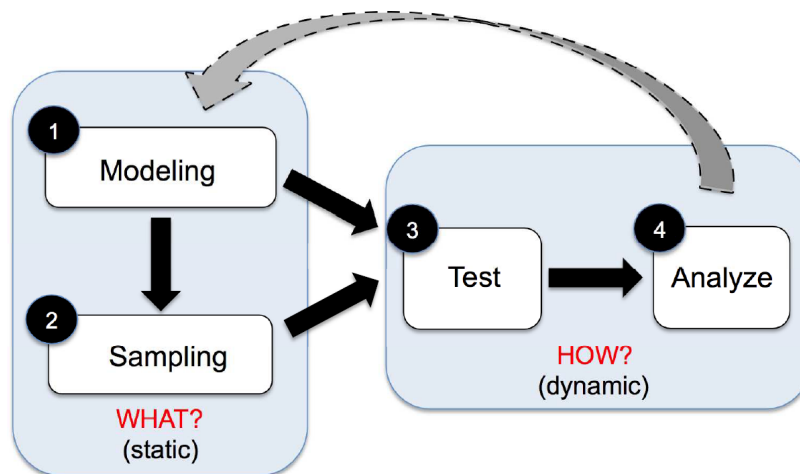 1
Modeling
2
Sampling
WHAT?
(static)
3
Test
4
Analyze
HOW?
(dynamic)